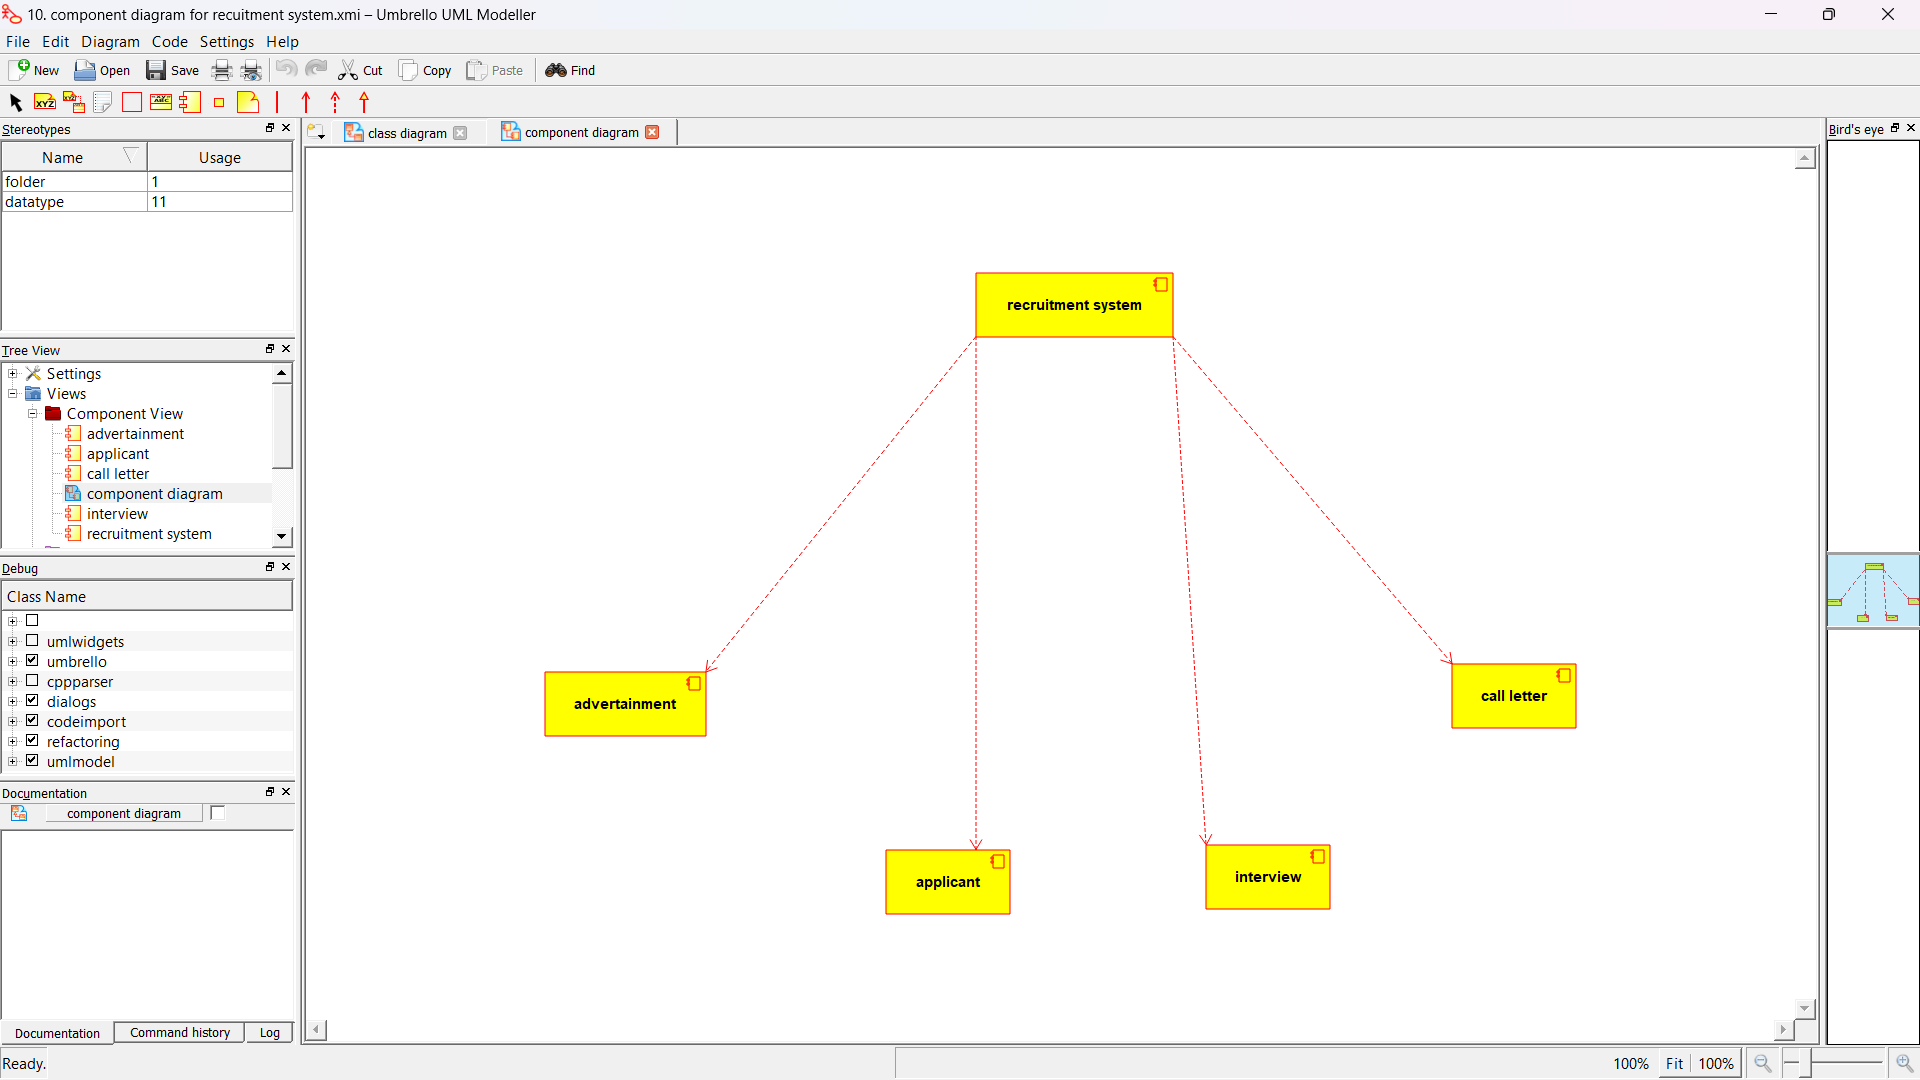 10. component diagram for recuitment system.xmi – Umbrello UML Modeller
File Edit Diagram Code Settings Help
New Open Save Cut Copy Paste Find
XYZ XYZ ABC
Stereotypes
Name Usage
folder 1
datatype 11
Tree View
Settings
Views
Component View
advertainment
applicant
call letter
component diagram
interview
recruitment system
Debug
Class Name
umlwidgets
umbrello
cppparser
dialogs
codeimport
refactoring
umlmodel
Documentation
component diagram
Documentation Command history Log
Ready.
class diagram component diagram
recruitment system
advertainment
call letter
applicant
interview
Bird's eye
100% Fit 100%